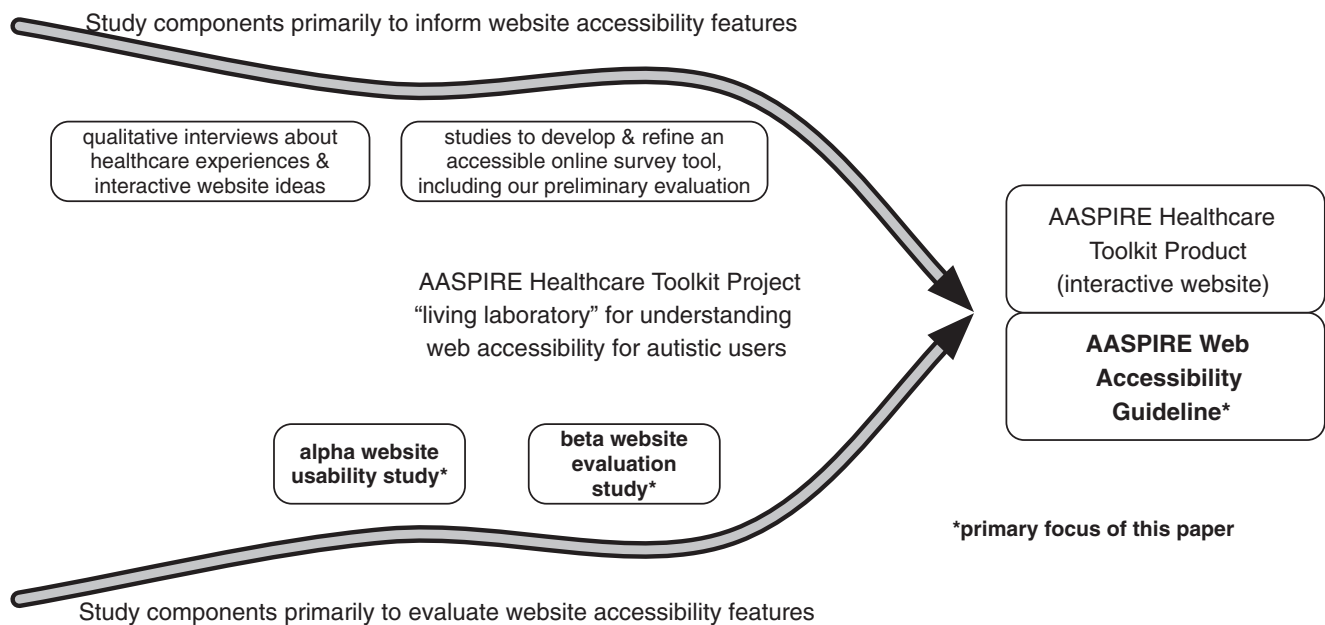 Study components primarily to inform website accessibility features
qualitative interviews about
healthcare experiences &
interactive website ideas
studies to develop & refine an
accessible online survey tool,
including our preliminary evaluation
AASPIRE Healthcare
Toolkit Product
(interactive website)
AASPIRE Healthcare Toolkit Project
“living laboratory” for understanding
web accessibility for autistic users
AASPIRE Web
Accessibility
Guideline*
alpha website
usability study*
beta website
evaluation
study*
*primary focus of this paper
Study components primarily to evaluate website accessibility features